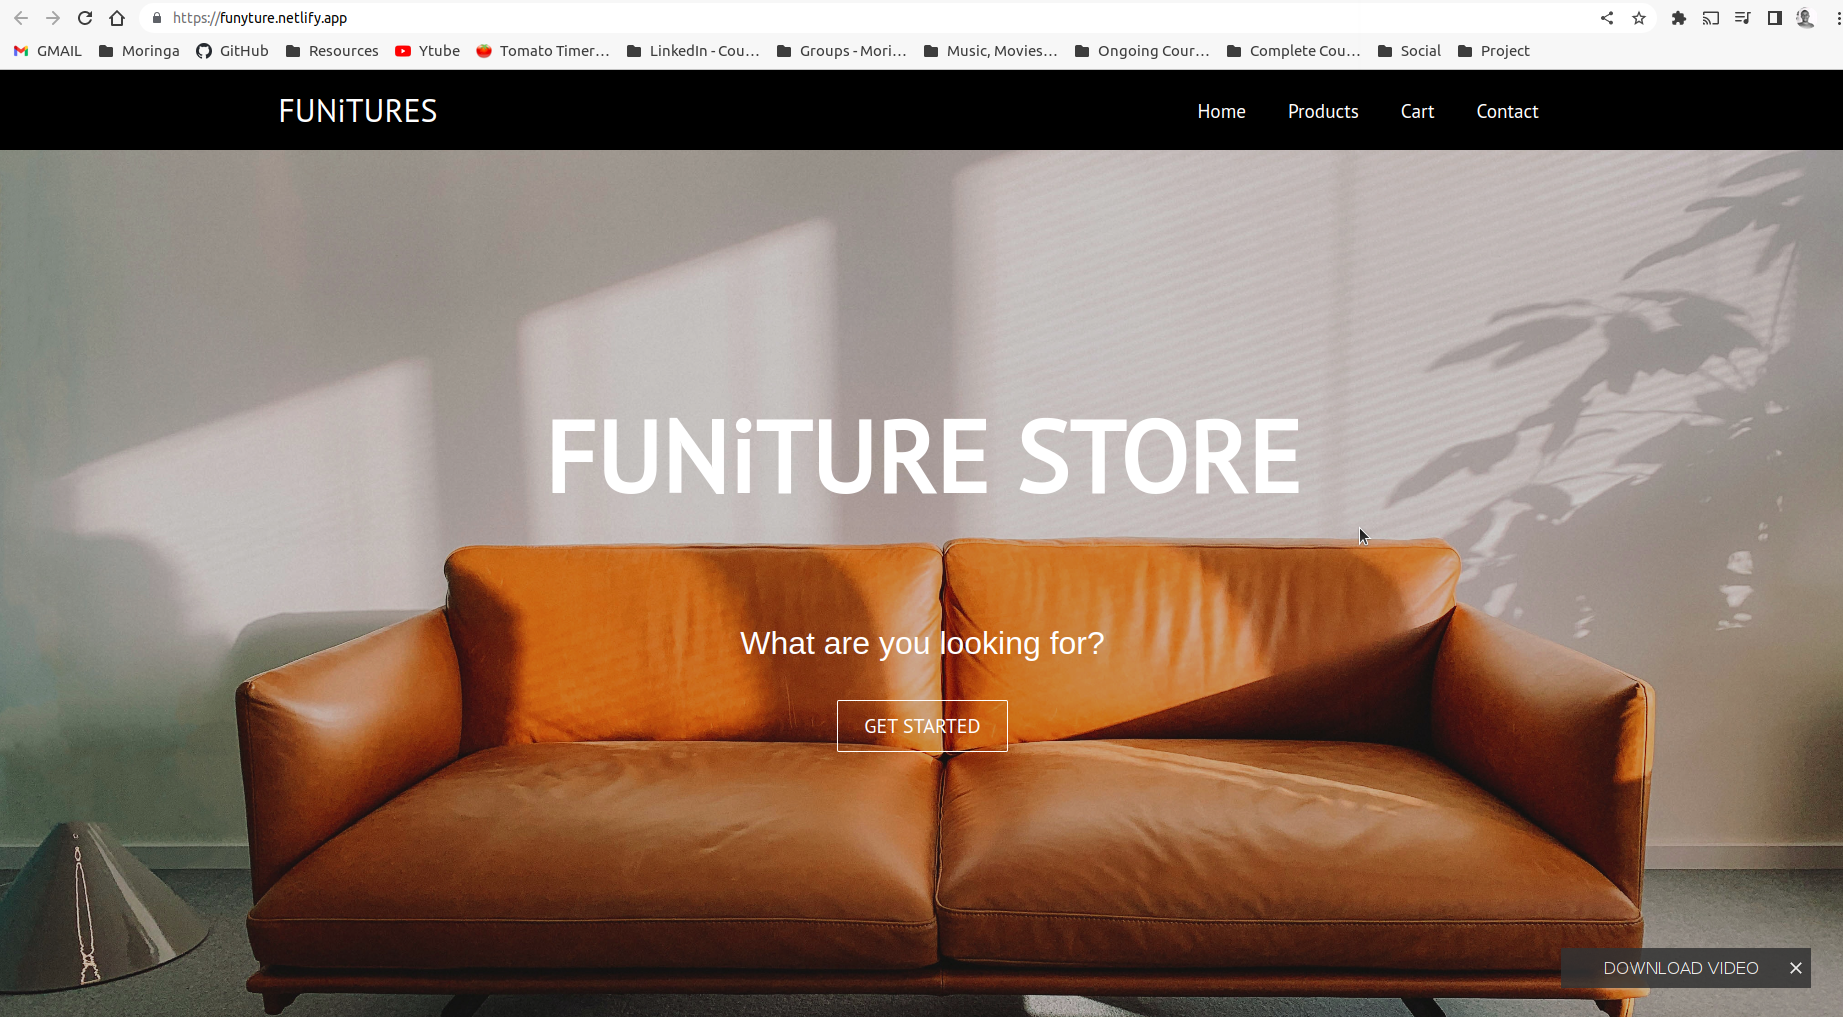 https://funyture.netlify.app
GMAIL Moringa GitHub Resources Ytube Tomato Timer... LinkedIn - Cou... Groups - Mori... Music, Movies... Ongoing Cour... Complete Cou... Social Project
FUNiTURES Home Products Cart Contact
FUNiTURE STORE
What are you looking for?
GET STARTED
DOWNLOAD VIDEO